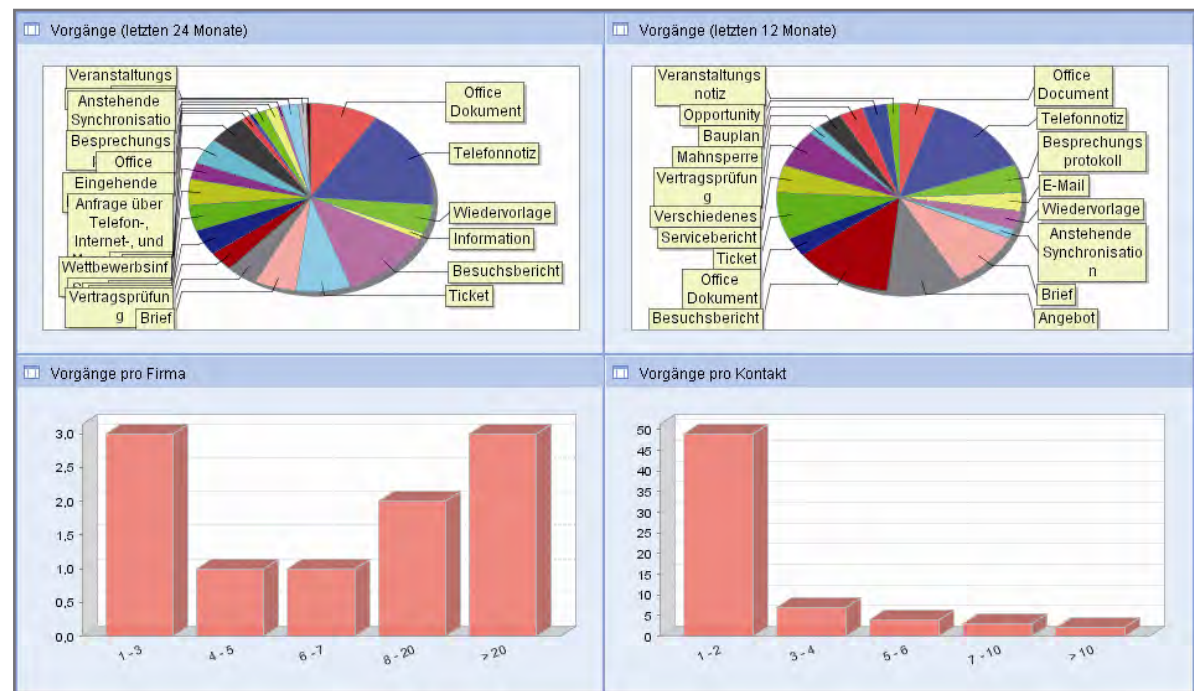 Vorgänge (letzten 24 Monate)
Veranstaltungs
Anstehende
Synchronisatio
Besprechungs
Office
Eingehende
Anfrage über
Telefon-,
Internet-, und
Wettbewerbsinf
Vertragsprüfun
g
Brief
Office
Dokument
Telefonnotiz
Wiedervorlage
Information
Besuchsbericht
Ticket
Vorgänge (letzten 12 Monate)
Veranstaltungs
notiz
Opportunity
Bauplan
Mahnsperre
Vertragsprüfun
g
Verschiedenes
Servicebericht
Ticket
Office
Dokument
Besuchsbericht
Office
Document
Telefonnotiz
Besprechungs
protokoll
E-Mail
Wiedervorlage
Anstehende
Synchronisatio
n
Brief
Angebot
Vorgänge pro Firma
3,0
2,5
2,0
1,5
1,0
0,5
0,0
1 - 3
4 - 5
6 - 7
8 - 20
> 20
Vorgänge pro Kontakt
50
45
40
35
30
25
20
15
10
5
0
1 - 2
3 - 4
5 - 6
7 - 10
> 10